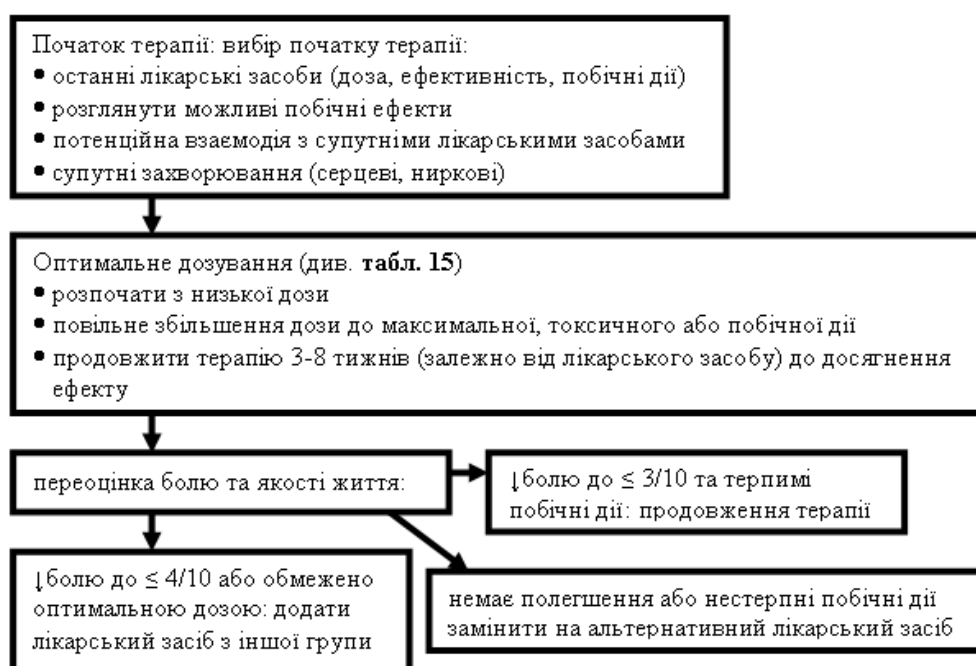 Початок терапії: вибір початку терапії:
• останні лікарські засоби (доза, ефективність, побічні дії)
• розглянути можливі побічні ефекти
• потенційна взаємодія з супутніми лікарськими засобами
• супутні захворювання (серцеві, ниркові)
Оптимальне дозування (див. табл. 15)
• розпочати з низької дози
• повільне збільшення дози до максимальної, токсичного або побічної дії
• продовжити терапію 3-8 тижнів (залежно від лікарського засобу) до досягнення
ефекту
переоцінка болю та якості життя:
↓болю до ≤ 3/10 та терпимі
побічні дії: продовження терапії
↓болю до ≤ 4/10 або обмежено
оптимальною дозою: додати
лікарський засіб з іншої групи
немає полегшення або нестерпні побічні дії
замінити на альтернативний лікарський засіб